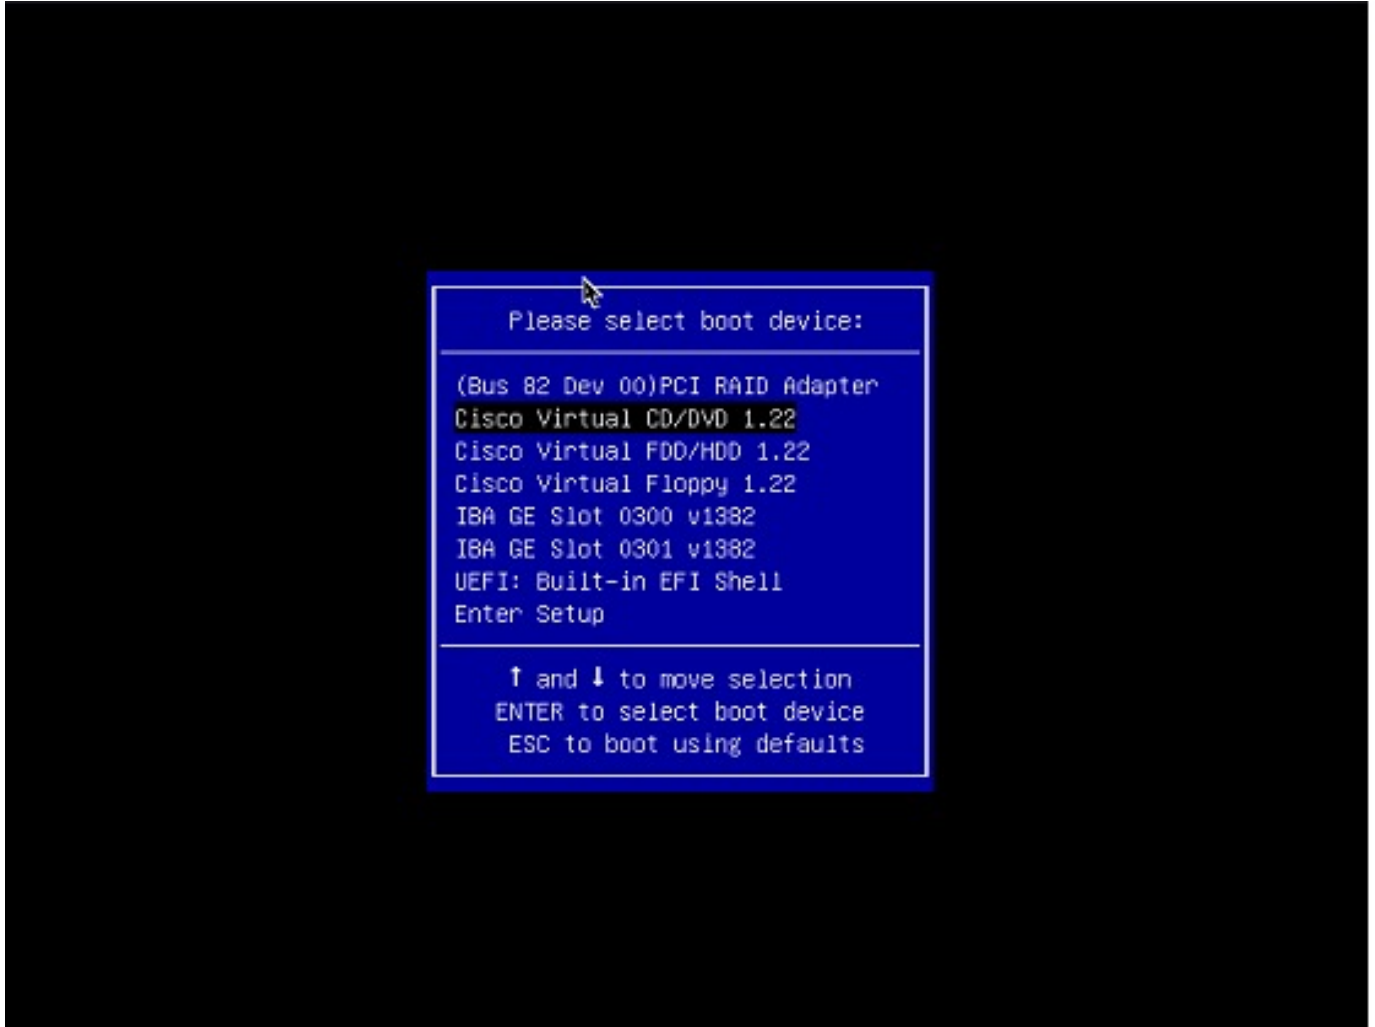 Please select boot device:
(Bus 82 Dev 00)PCI RAID Adapter
Cisco Virtual CD/DVD 1.22
Cisco Virtual FDD/HDD 1.22
Cisco Virtual Floppy 1.22
IBA GE Slot 0300 v1382
IBA GE Slot 0301 v1382
UEFI: Built-in EFI Shell
Enter Setup
↑ and ↓ to move selection
ENTER to select boot device
ESC to boot using defaults